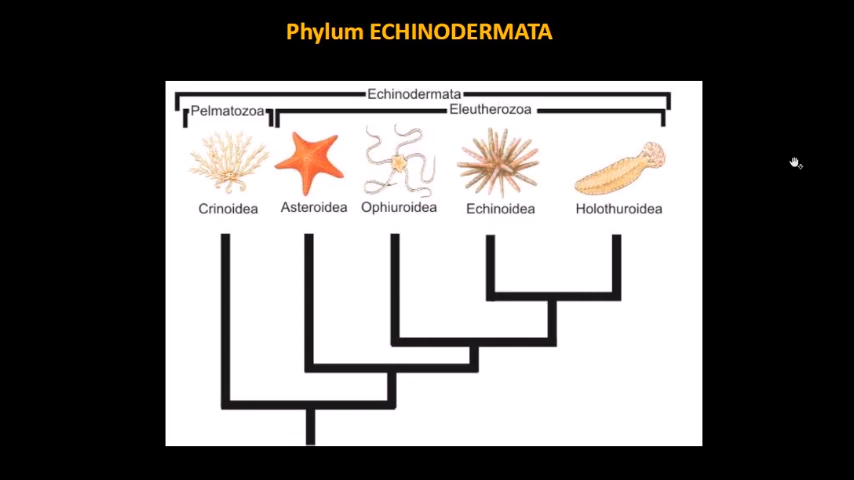 Phylum ECHINODERMATA
Echinodermata
Pelmatozoa Eleutherozoa
Crinoidea Asteroidea Ophiuroidea Echinoidea Holothuroidea